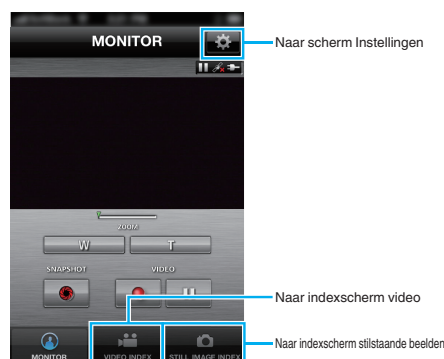 MONITOR
Naar scherm Instellingen
ZOOM
W T
SNAPSHOT VIDEO
Naar indexscherm video
Naar indexscherm stilstaande beelden
MONITOR VIDEO INDEX STILL IMAGE INDEX